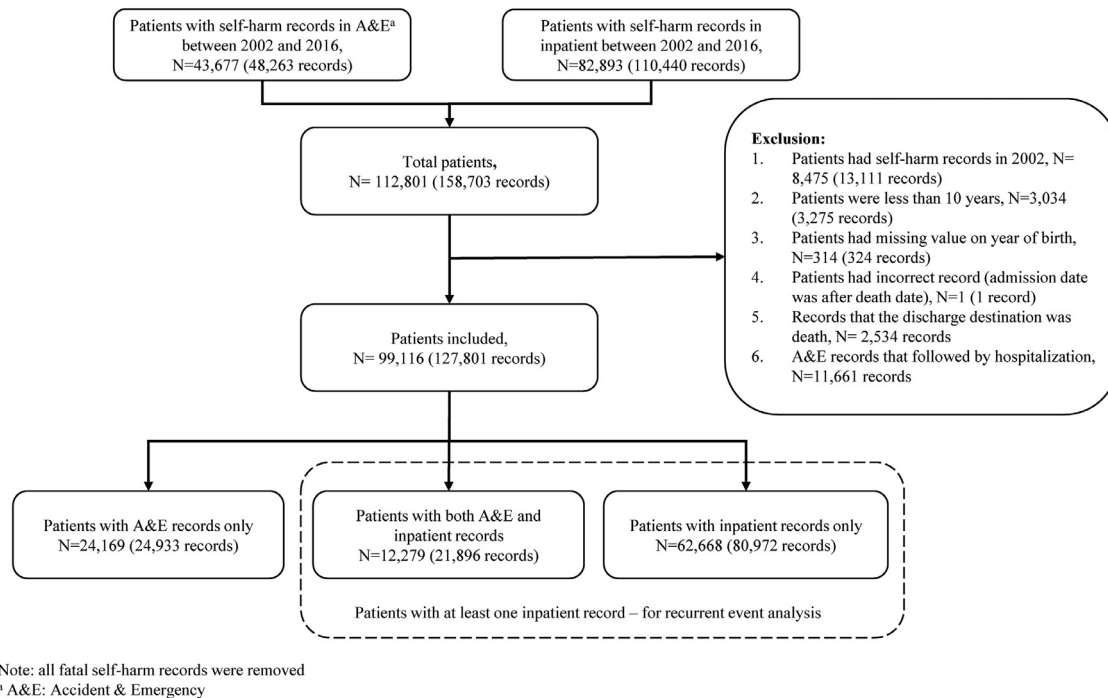 Patients with self-harm records in A&Eᵃ
between 2002 and 2016,
N=43,677 (48,263 records)
Patients with self-harm records in
inpatient between 2002 and 2016,
N=82,893 (110,440 records)
Total patients,
N= 112,801 (158,703 records)
Exclusion:
1. Patients had self-harm records in 2002, N=
8,475 (13,111 records)
2. Patients were less than 10 years, N=3,034
(3,275 records)
3. Patients had missing value on year of birth,
N=314 (324 records)
4. Patients had incorrect record (admission date
was after death date), N=1 (1 record)
5. Records that the discharge destination was
death, N= 2,534 records
6. A&E records that followed by hospitalization,
N=11,661 records
Patients included,
N= 99,116 (127,801 records)
Patients with A&E records only
N=24,169 (24,933 records)
Patients with both A&E and
inpatient records
N=12,279 (21,896 records)
Patients with inpatient records only
N=62,668 (80,972 records)
Patients with at least one inpatient record – for recurrent event analysis
Note: all fatal self-harm records were removed
ᵃ A&E: Accident & Emergency